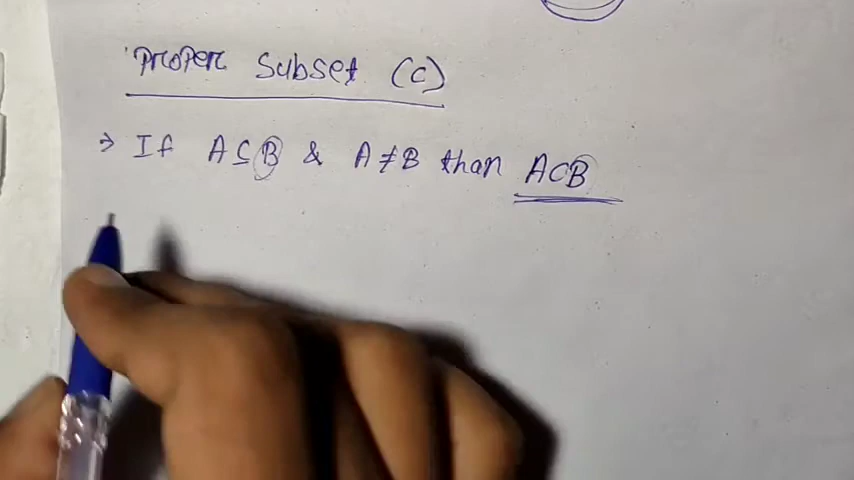 Proper Subset (⊂)
→ If A⊆B & A≠B than A⊂B